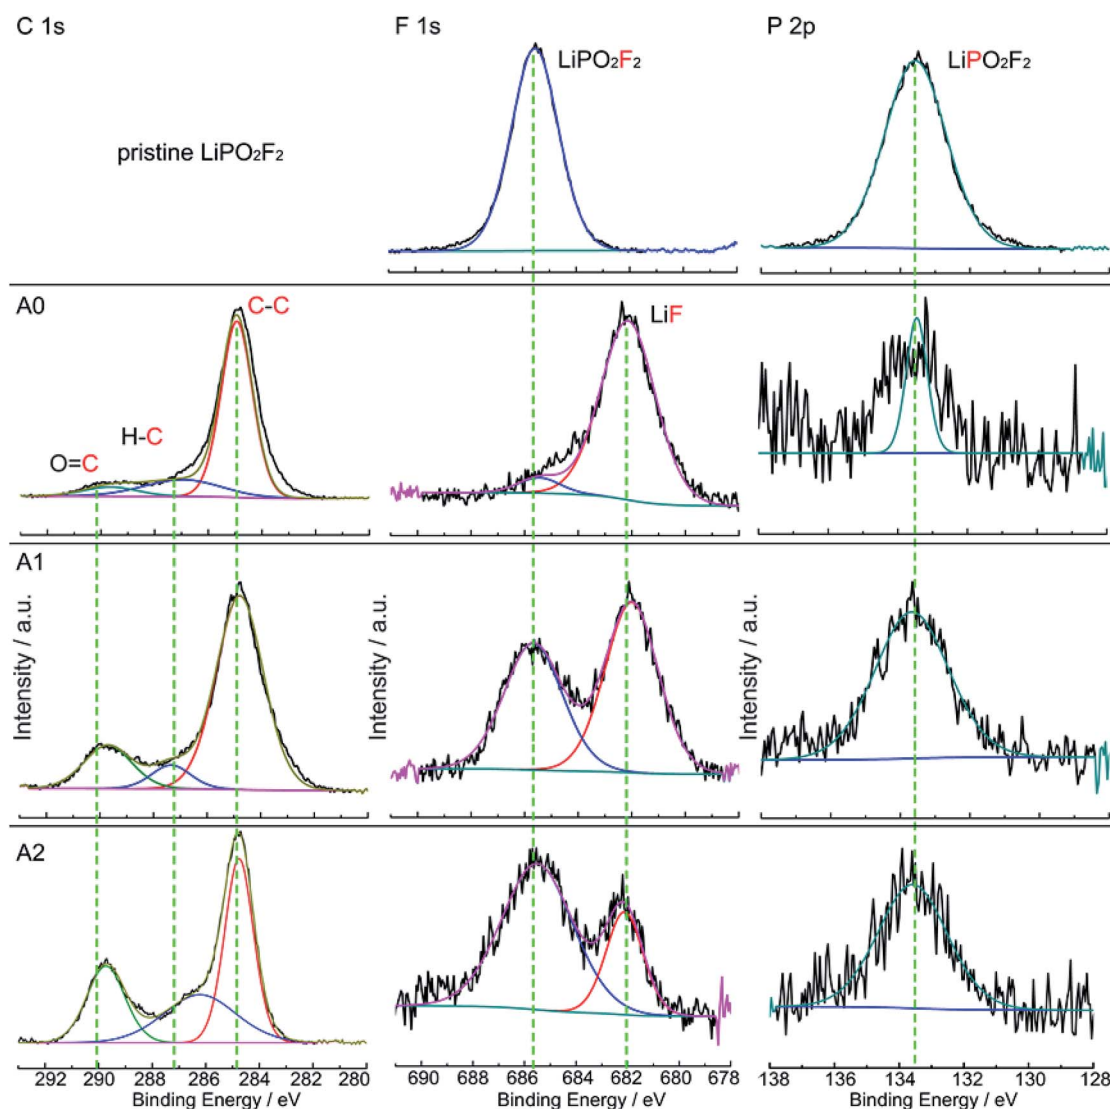 C 1s
F 1s
P 2p
LiPO₂F₂
LiPO₂F₂
pristine LiPO₂F₂
A0
C-C
H-C
O=C
LiF
A1
Intensity / a.u.
Intensity / a.u.
Intensity / a.u.
A2
292 290 288 286 284 282 280
690 688 686 684 682 680 678
138 136 134 132 130 128
Binding Energy / eV
Binding Energy / eV
Binding Energy / eV